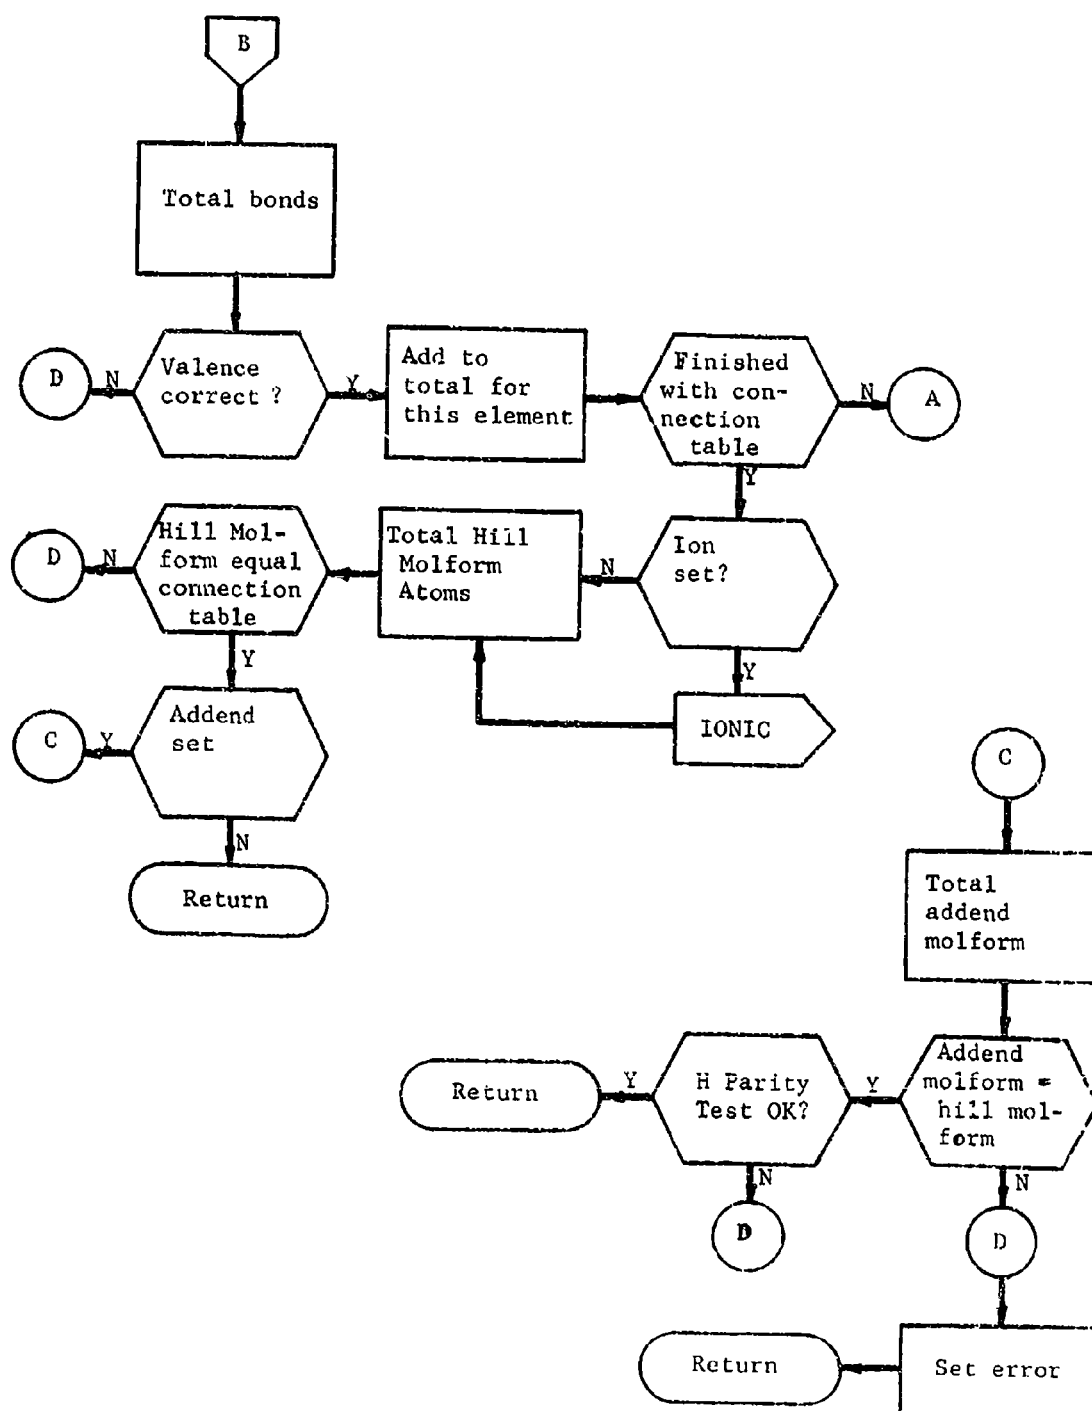 B
Total bonds
D
N
Valence
correct ?
Y
Add to
total for
this element
Finished
with con-
nection
table
N
A
Y
D
N
Hill Mol-
form equal
connection
table
Total Hill
Molform
Atoms
N
Ion
set?
Y
Y
C
Y
Addend
set
IONIC
N
Return
C
Total
addend
molform
Return
Y
H Parity
Test OK?
Y
Addend
molform =
hill mol-
form
N
N
D
D
Return
Set error